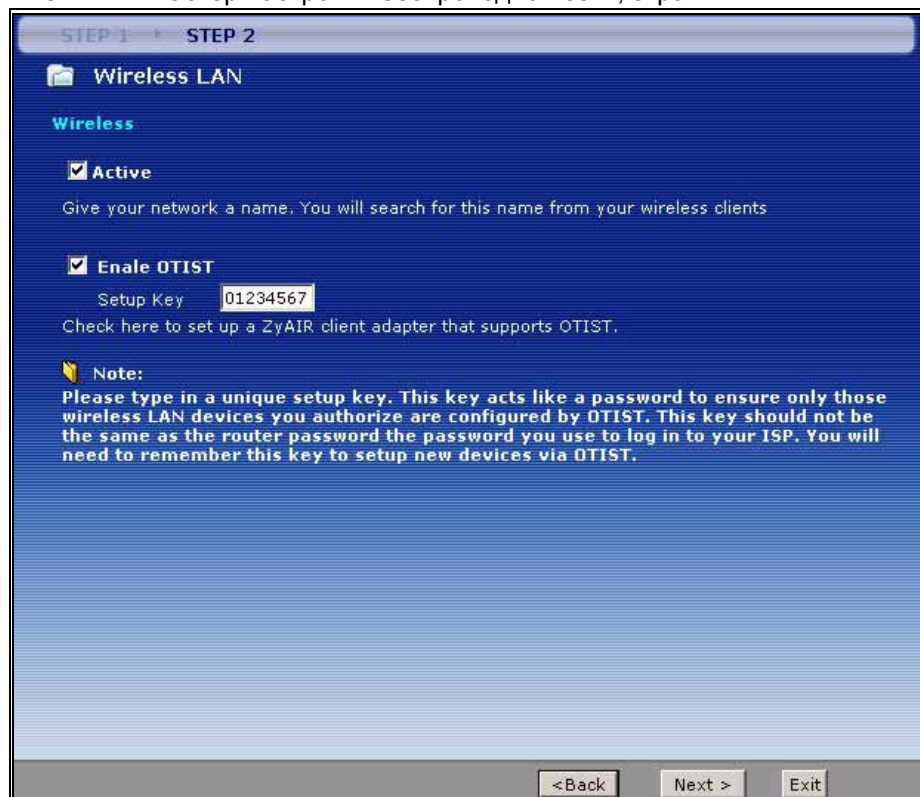 STEP 1 STEP 2
Wireless LAN
Wireless
Active
Give your network a name. You will search for this name from your wireless clients
Enale OTIST
Setup Key 01234567
Check here to set up a ZyAIR client adapter that supports OTIST.
Note:
Please type in a unique setup key. This key acts like a password to ensure only those
wireless LAN devices you authorize are configured by OTIST. This key should not be
the same as the router password the password you use to log in to your ISP. You will
need to remember this key to setup new devices via OTIST.
<Back Next > Exit